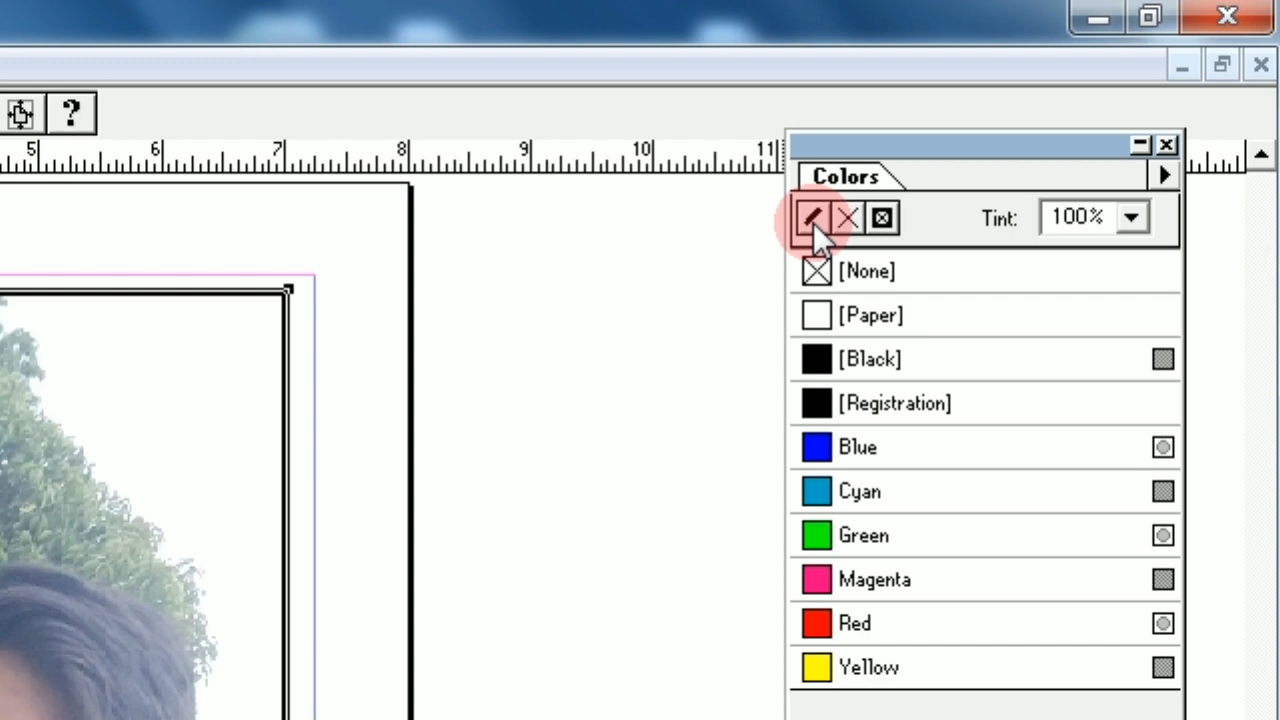 ?
5 6 7 8 9 10 11
Colors
Tint: 100%
[None]
[Paper]
[Black]
[Registration]
Blue
Cyan
Green
Magenta
Red
Yellow